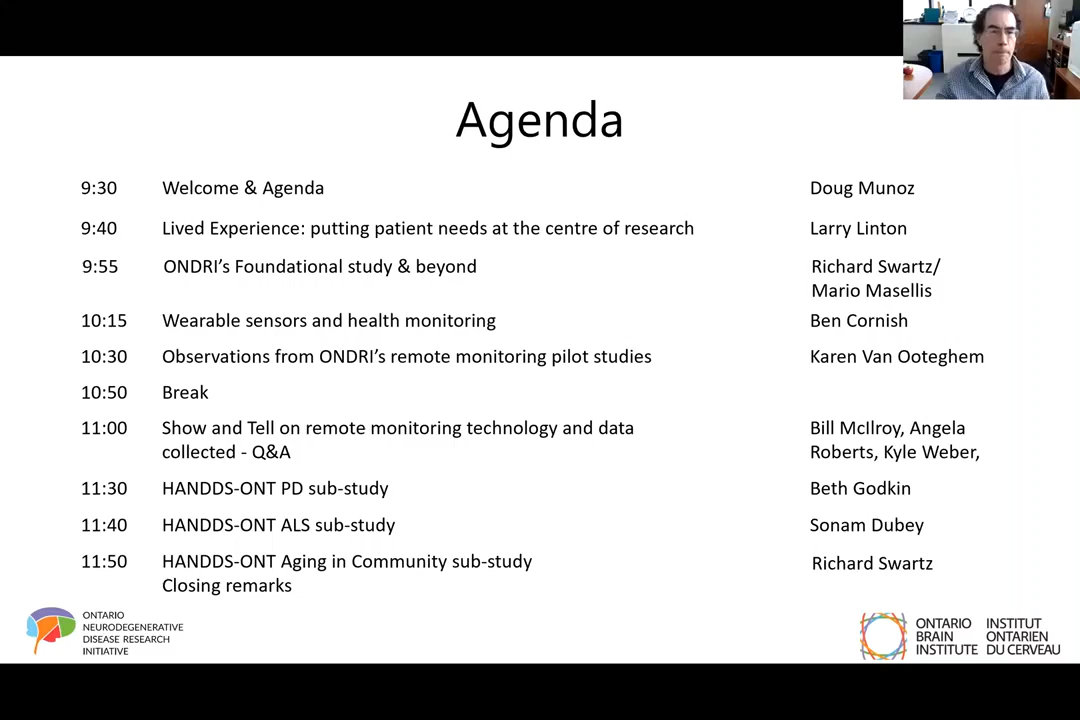 Agenda
9:30 Welcome & Agenda Doug Munoz
9:40 Lived Experience: putting patient needs at the centre of research Larry Linton
9:55 ONDRI's Foundational study & beyond Richard Swartz/
Mario Masellis
10:15 Wearable sensors and health monitoring Ben Cornish
10:30 Observations from ONDRI's remote monitoring pilot studies Karen Van Ooteghem
10:50 Break
11:00 Show and Tell on remote monitoring technology and data Bill McIlroy, Angela
collected - Q&A Roberts, Kyle Weber,
11:30 HANDDS-ONT PD sub-study Beth Godkin
11:40 HANDDS-ONT ALS sub-study Sonam Dubey
11:50 HANDDS-ONT Aging in Community sub-study Richard Swartz
Closing remarks
ONTARIO
NEURODEGENERATIVE
DISEASE RESEARCH
INITIATIVE
ONTARIO
BRAIN
INSTITUTE
INSTITUT
ONTARIEN
DU CERVEAU